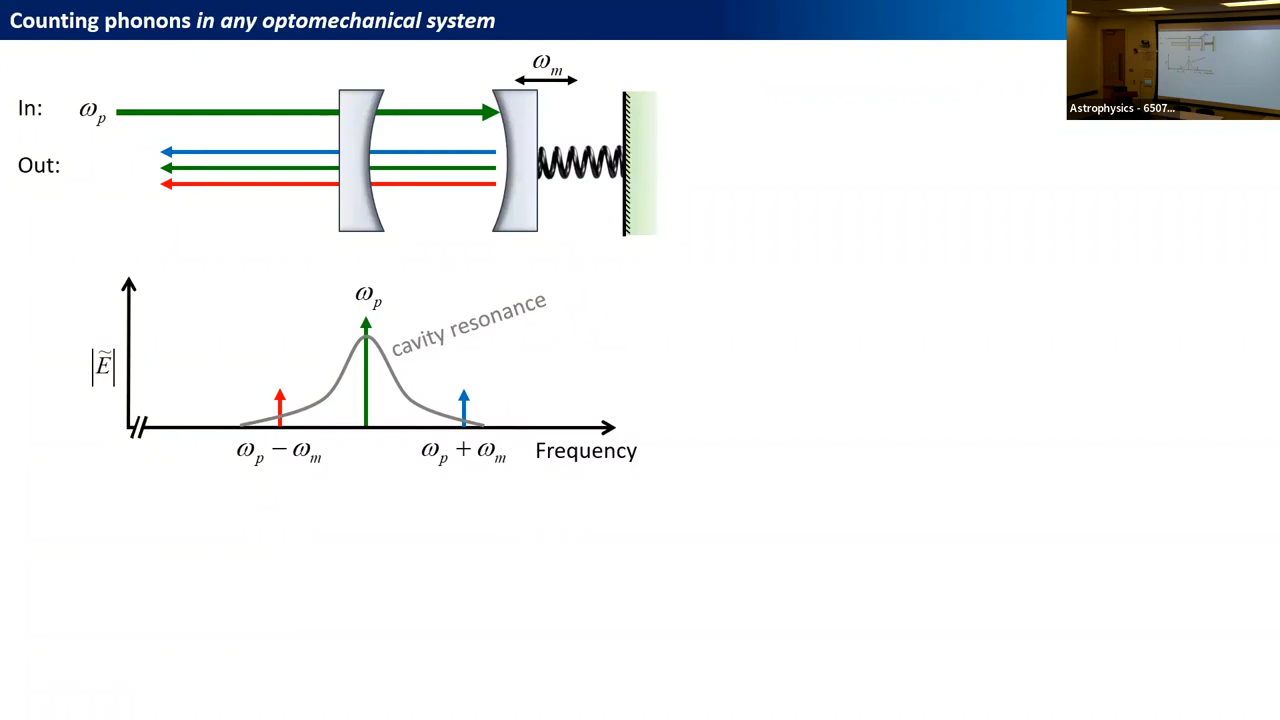 Counting phonons in any optomechanical system
ω_m
In: ω_p
Out:
Astrophysics - 6507...
ω_p
cavity resonance
|Ẽ|
ω_p − ω_m
ω_p + ω_m
Frequency